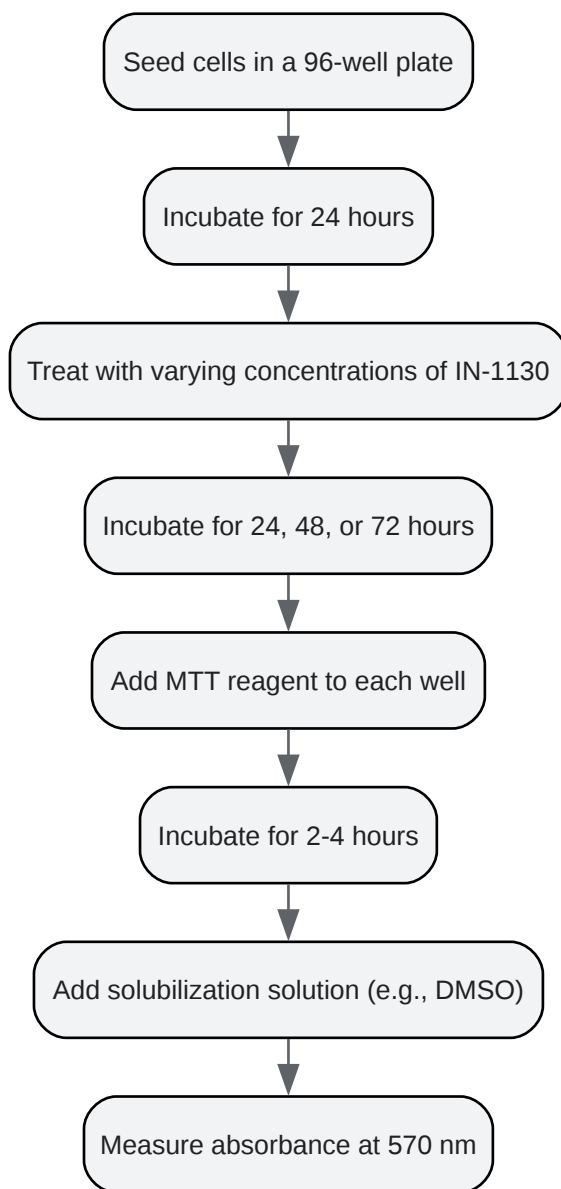 Seed cells in a 96-well plate
Incubate for 24 hours
Treat with varying concentrations of IN-1130
Incubate for 24, 48, or 72 hours
Add MTT reagent to each well
Incubate for 2-4 hours
Add solubilization solution (e.g., DMSO)
Measure absorbance at 570 nm